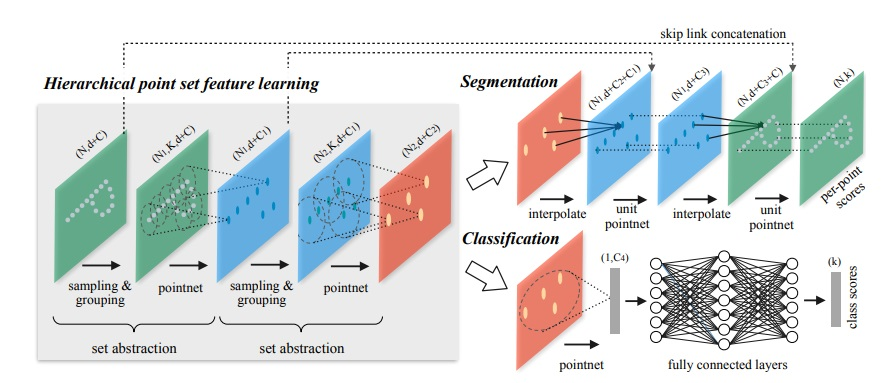 skip link concatenation
Hierarchical point set feature learning
(N,d+C)
(N1,K,d+C)
(N1,d+C1)
(N2,K,d+C1)
(N2,d+C2)
sampling &
grouping
pointnet
sampling &
grouping
pointnet
set abstraction
set abstraction
Segmentation
(N1,d+C2+C1)
(N1,d+C3)
(N,d+C3+C)
(N,k)
interpolate
unit
pointnet
interpolate
unit
pointnet
per-point
scores
Classification
(1,C4)
(k)
pointnet
fully connected layers
class scores